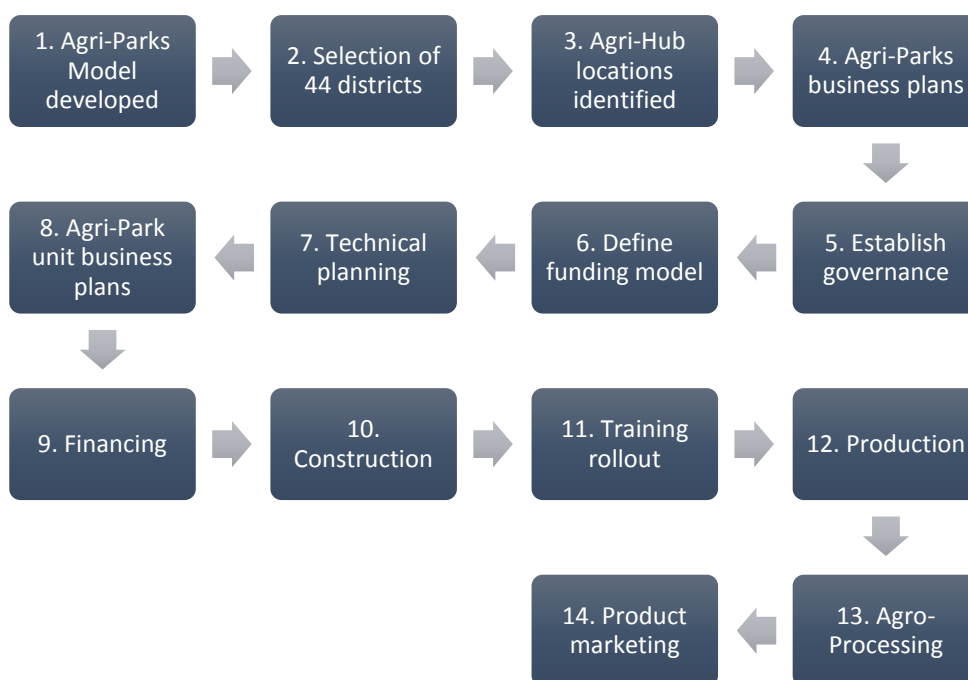 1. Agri-Parks
Model
developed
2. Selection of
44 districts
3. Agri-Hub
locations
identified
4. Agri-Parks
business plans
5. Establish
governance
6. Define
funding model
7. Technical
planning
8. Agri-Park
unit business
plans
9. Financing
10.
Construction
11. Training
rollout
12. Production
13. Agro-
Processing
14. Product
marketing